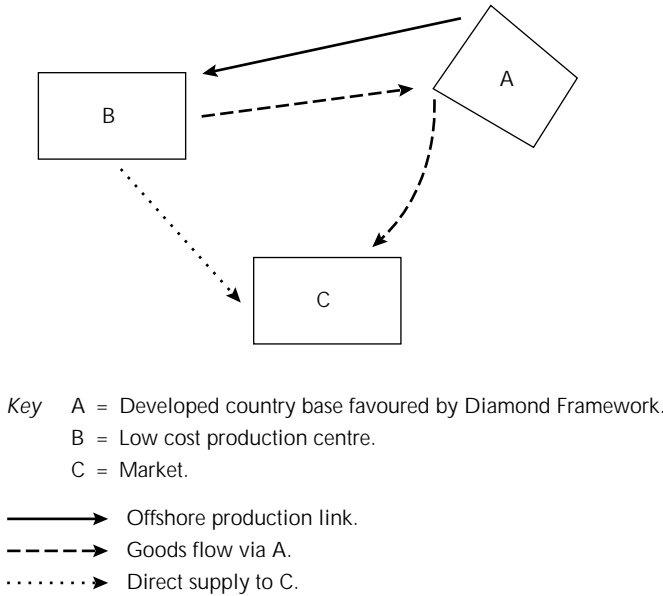 A
B
C
Key A = Developed country base favoured by Diamond Framework.
B = Low cost production centre.
C = Market.
Offshore production link.
Goods flow via A.
Direct supply to C.